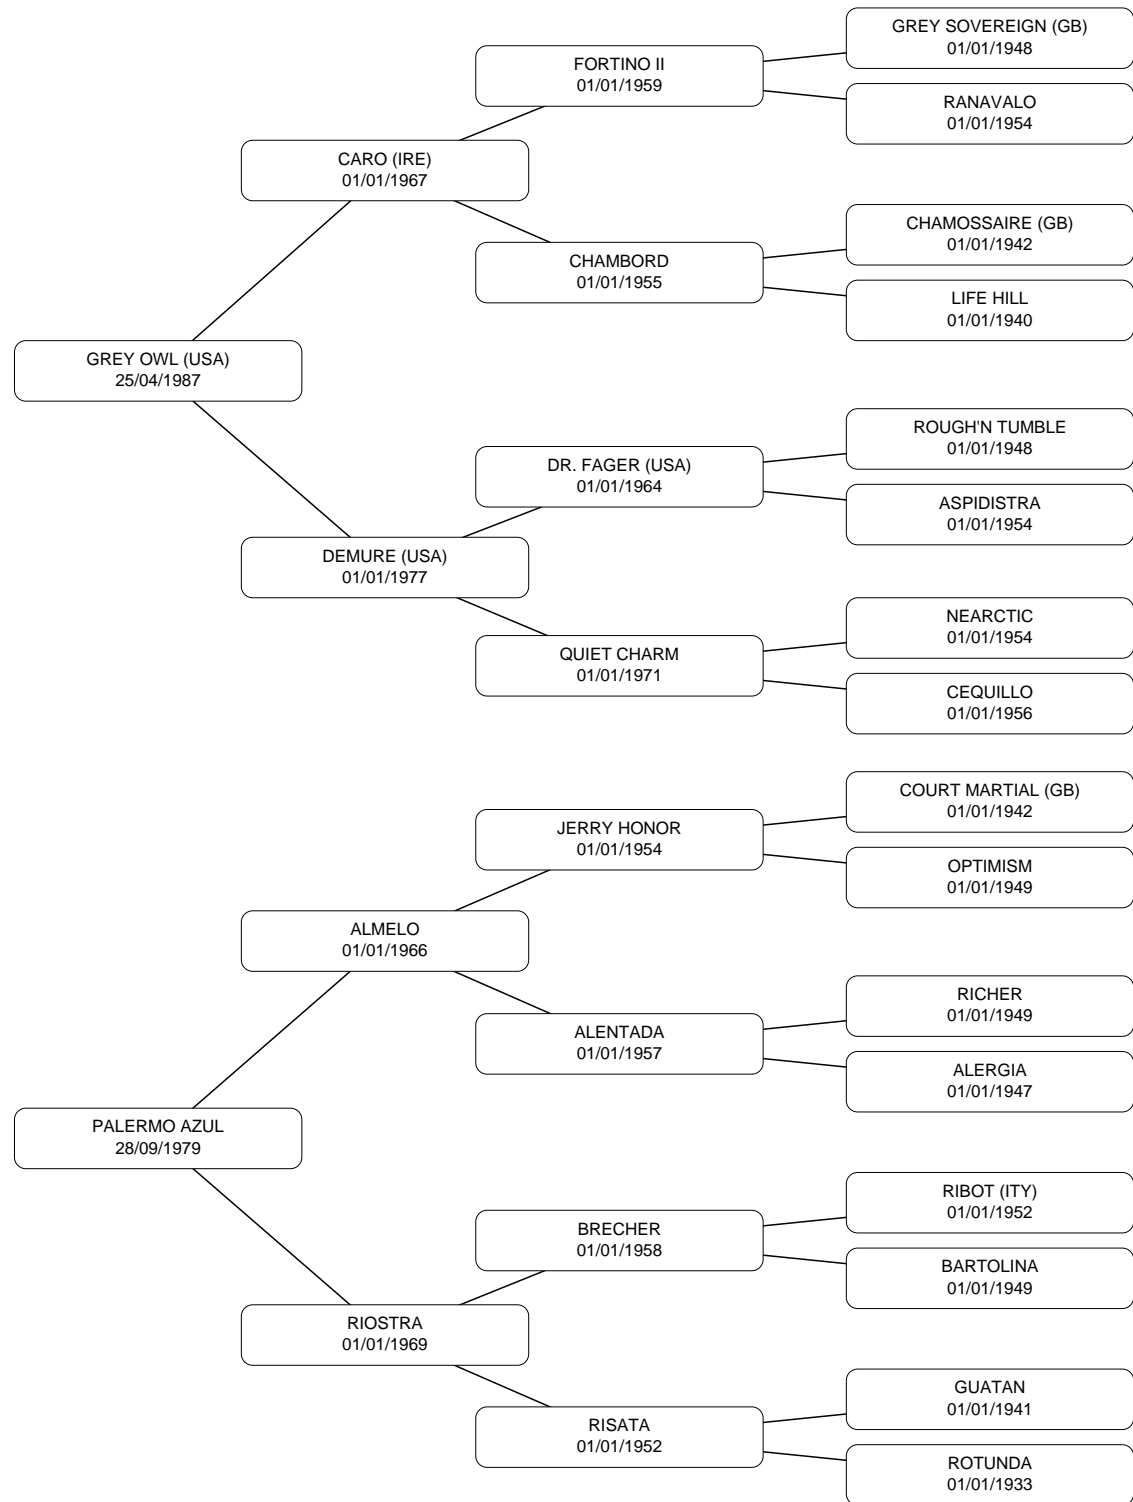 GREY SOVEREIGN (GB)
01/01/1948
FORTINO II
01/01/1959
RANAVALO
01/01/1954
CARO (IRE)
01/01/1967
CHAMOSSAIRE (GB)
01/01/1942
CHAMBORD
01/01/1955
LIFE HILL
01/01/1940
GREY OWL (USA)
25/04/1987
ROUGH'N TUMBLE
01/01/1948
DR. FAGER (USA)
01/01/1964
ASPIDISTRA
01/01/1954
DEMURE (USA)
01/01/1977
NEARCTIC
01/01/1954
QUIET CHARM
01/01/1971
CEQUILLO
01/01/1956
COURT MARTIAL (GB)
01/01/1942
JERRY HONOR
01/01/1954
OPTIMISM
01/01/1949
ALMELO
01/01/1966
RICHER
01/01/1949
ALENTADA
01/01/1957
ALERGIA
01/01/1947
PALERMO AZUL
28/09/1979
RIBOT (ITY)
01/01/1952
BRECHER
01/01/1958
BARTOLINA
01/01/1949
RIOSTRA
01/01/1969
GUATAN
01/01/1941
RISATA
01/01/1952
ROTUNDA
01/01/1933